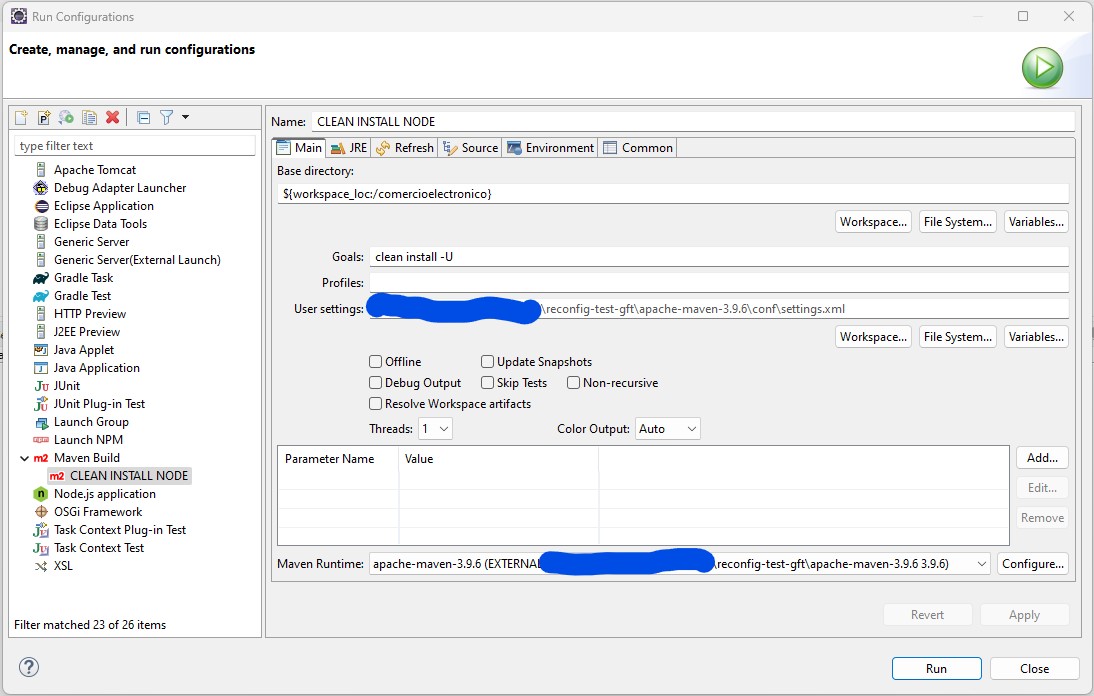 Run Configurations
Create, manage, and run configurations
type filter text
Apache Tomcat
Debug Adapter Launcher
Eclipse Application
Eclipse Data Tools
Generic Server
Generic Server(External Launch)
Gradle Task
Gradle Test
HTTP Preview
J2EE Preview
Java Applet
Java Application
JUnit
JUnit Plug-in Test
Launch Group
Launch NPM
m2 Maven Build
m2 CLEAN INSTALL NODE
Node.js application
OSGi Framework
Task Context Plug-in Test
Task Context Test
XSL
Filter matched 23 of 26 items
Name: CLEAN INSTALL NODE
Main JRE Refresh Source Environment Common
Base directory:
${workspace_loc:/comercioelectronico}
Workspace... File System... Variables...
Goals: clean install -U
Profiles:
User settings: \reconfig-test-gft\apache-maven-3.9.6\conf\settings.xml
Workspace... File System... Variables...
Offline Update Snapshots
Debug Output Skip Tests Non-recursive
Resolve Workspace artifacts
Threads: 1 Color Output: Auto
Parameter Name Value
Add...
Edit...
Remove
Maven Runtime: apache-maven-3.9.6 (EXTERNAL \reconfig-test-gft\apache-maven-3.9.6 3.9.6) Configure...
Revert Apply
Run Close